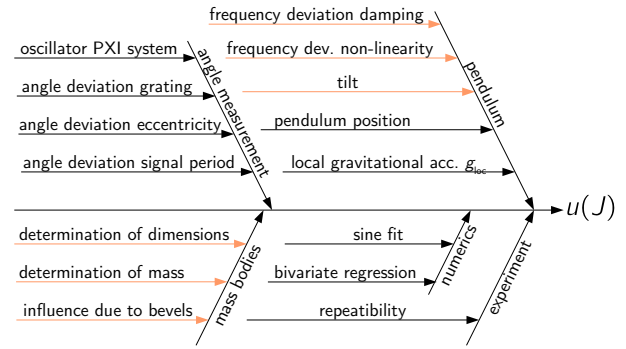 frequency deviation damping
oscillator PXI system
frequency dev. non-linearity
angle deviation grating
tilt
angle deviation eccentricity
pendulum position
angle deviation signal period
local gravitational acc. g_loc
angle measurement
pendulum
u(J)
determination of dimensions
sine fit
determination of mass
bivariate regression
influence due to bevels
repeatibility
mass bodies
numerics
experiment